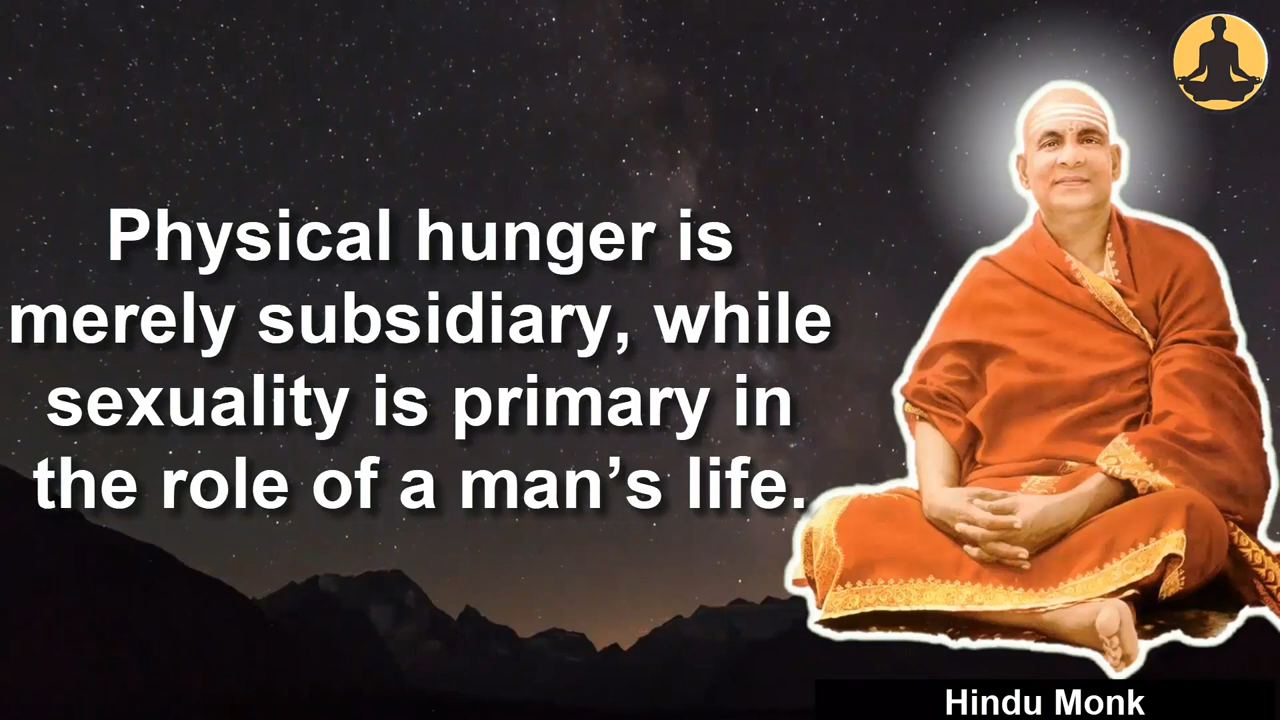 Physical hunger is
merely subsidiary, while
sexuality is primary in
the role of a man’s life.
Hindu Monk